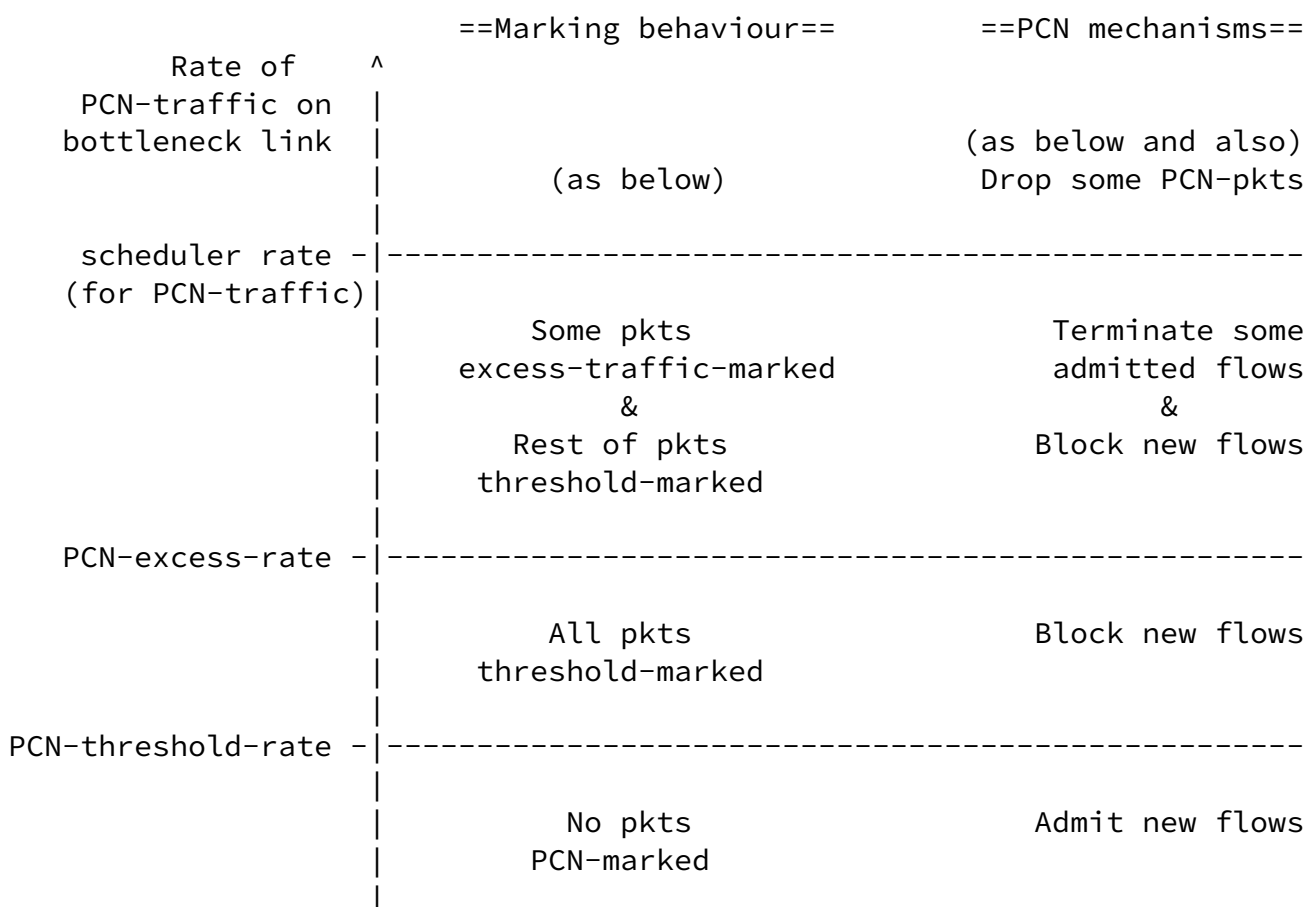 ==Marking behaviour== ==PCN mechanisms==
Rate of ^
PCN-traffic on |
bottleneck link | (as below and also)
| (as below) Drop some PCN-pkts
|
scheduler rate -|---------------------------------------------------
(for PCN-traffic)|
| Some pkts Terminate some
| excess-traffic-marked admitted flows
| & &
| Rest of pkts Block new flows
| threshold-marked
|
PCN-excess-rate -|---------------------------------------------------
|
| All pkts Block new flows
| threshold-marked
|
PCN-threshold-rate -|---------------------------------------------------
|
| No pkts Admit new flows
| PCN-marked
|